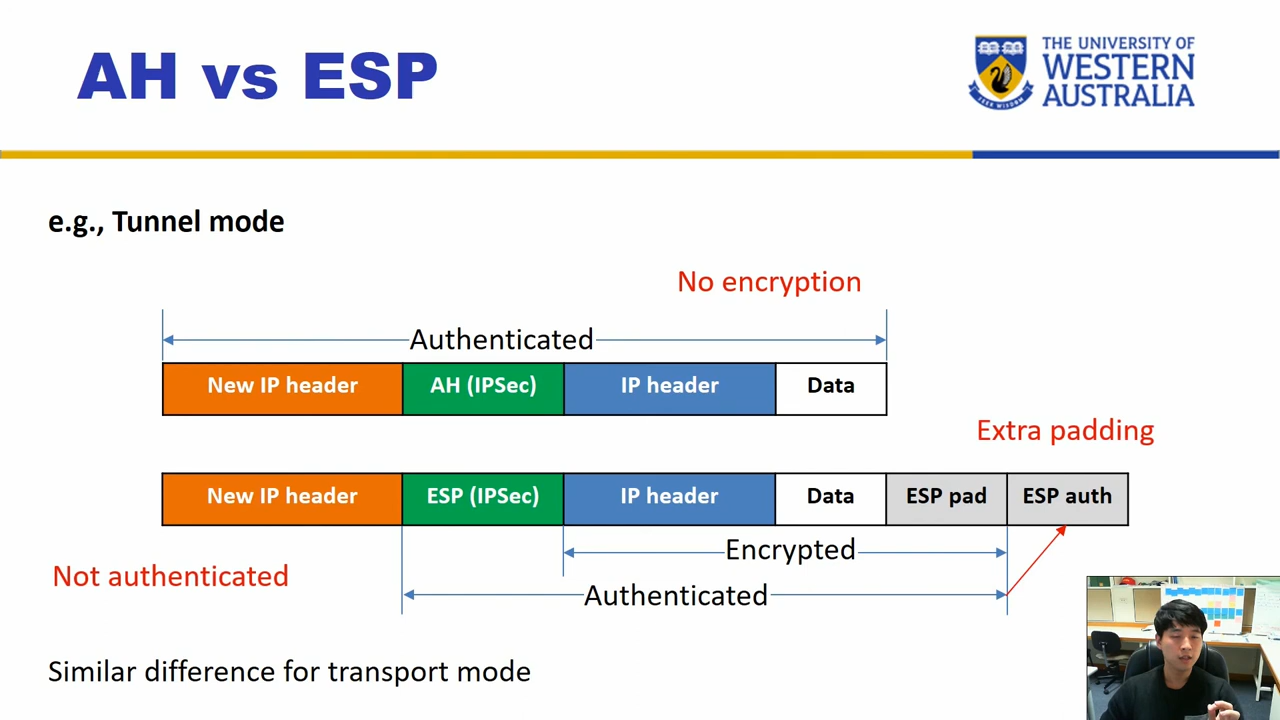 AH vs ESP
THE UNIVERSITY OF
WESTERN
AUSTRALIA
SEEK WISDOM
e.g., Tunnel mode
No encryption
Authenticated
New IP header AH (IPSec) IP header Data
Extra padding
New IP header ESP (IPSec) IP header Data ESP pad ESP auth
Encrypted
Not authenticated
Authenticated
Similar difference for transport mode